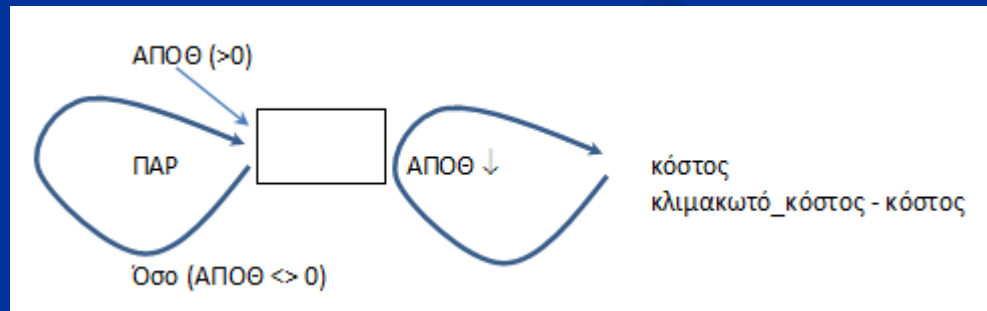 ΑΠΟΘ (>0)
ΠΑΡ
ΑΠΟΘ ↓
κόστος
κλιμακωτό_κόστος - κόστος
Όσο (ΑΠΟΘ <> 0)